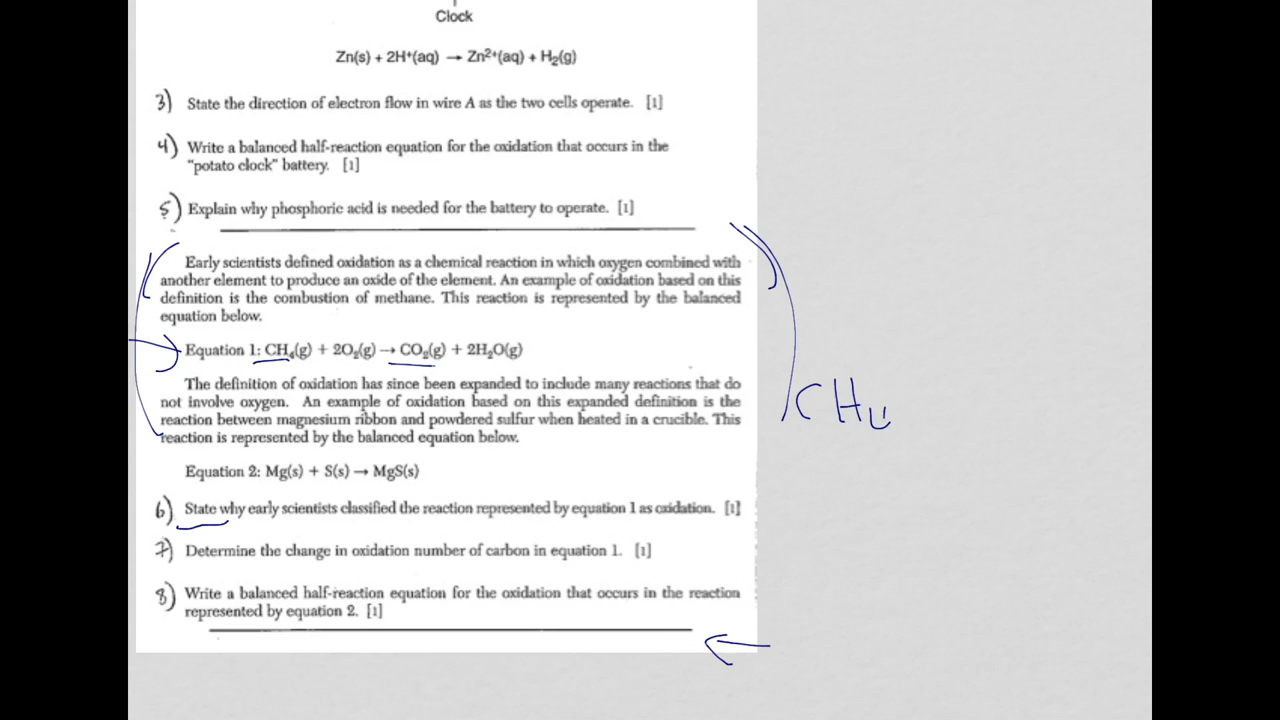 Clock
Zn(s) + 2H⁺(aq) → Zn²⁺(aq) + H₂(g)
3) State the direction of electron flow in wire A as the two cells operate. [1]
4) Write a balanced half-reaction equation for the oxidation that occurs in the
"potato clock" battery. [1]
5) Explain why phosphoric acid is needed for the battery to operate. [1]
Early scientists defined oxidation as a chemical reaction in which oxygen combined with
another element to produce an oxide of the element. An example of oxidation based on this
definition is the combustion of methane. This reaction is represented by the balanced
equation below.
Equation 1: CH₄(g) + 2O₂(g) → CO₂(g) + 2H₂O(g)
The definition of oxidation has since been expanded to include many reactions that do
not involve oxygen. An example of oxidation based on this expanded definition is the
reaction between magnesium ribbon and powdered sulfur when heated in a crucible. This
reaction is represented by the balanced equation below.
CH
Equation 2: Mg(s) + S(s) → MgS(s)
6) State why early scientists classified the reaction represented by equation 1 as oxidation. [1]
7) Determine the change in oxidation number of carbon in equation 1. [1]
8) Write a balanced half-reaction equation for the oxidation that occurs in the reaction
represented by equation 2. [1]